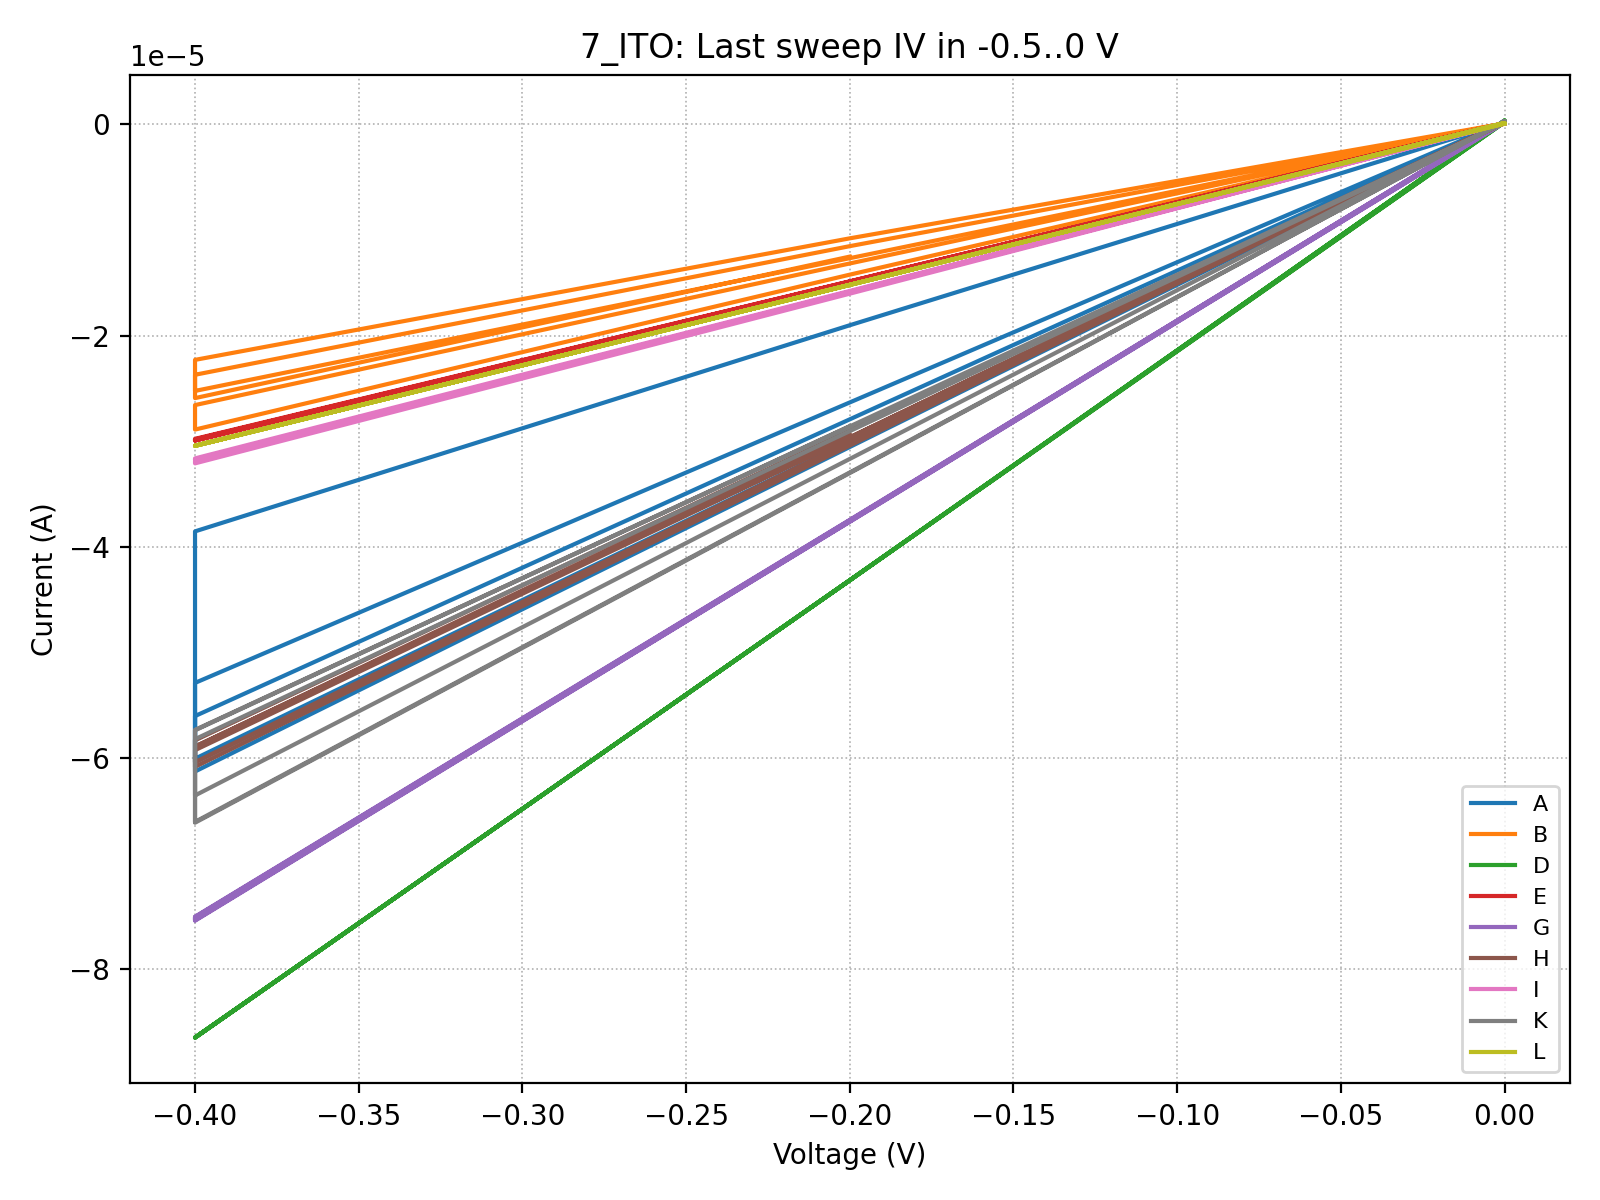 7_ITO: Last sweep IV in -0.5..0 V
1e−5
0
−2
−4
−6
−8
Current (A)
−0.40 −0.35 −0.30 −0.25 −0.20 −0.15 −0.10 −0.05 0.00
Voltage (V)
A
B
D
E
G
H
I
K
L